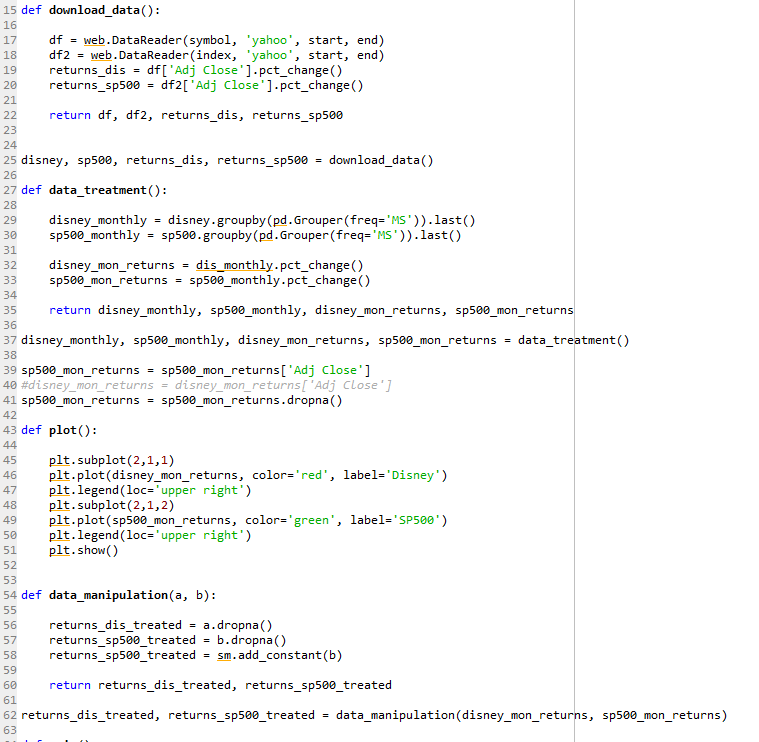 15 def download_data():
16
17     df = web.DataReader(symbol, 'yahoo', start, end)
18     df2 = web.DataReader(index, 'yahoo', start, end)
19     returns_dis = df['Adj Close'].pct_change()
20     returns_sp500 = df2['Adj Close'].pct_change()
21
22     return df, df2, returns_dis, returns_sp500
23
24
25 disney, sp500, returns_dis, returns_sp500 = download_data()
26
27 def data_treatment():
28
29     disney_monthly = disney.groupby(pd.Grouper(freq='MS')).last()
30     sp500_monthly = sp500.groupby(pd.Grouper(freq='MS')).last()
31
32     disney_mon_returns = dis_monthly.pct_change()
33     sp500_mon_returns = sp500_monthly.pct_change()
34
35     return disney_monthly, sp500_monthly, disney_mon_returns, sp500_mon_returns
36
37 disney_monthly, sp500_monthly, disney_mon_returns, sp500_mon_returns = data_treatment()
38
39 sp500_mon_returns = sp500_mon_returns['Adj Close']
40 #disney_mon_returns = disney_mon_returns['Adj Close']
41 sp500_mon_returns = sp500_mon_returns.dropna()
42
43 def plot():
44
45     plt.subplot(2,1,1)
46     plt.plot(disney_mon_returns, color='red', label='Disney')
47     plt.legend(loc='upper right')
48     plt.subplot(2,1,2)
49     plt.plot(sp500_mon_returns, color='green', label='SP500')
50     plt.legend(loc='upper right')
51     plt.show()
52
53
54 def data_manipulation(a, b):
55
56     returns_dis_treated = a.dropna()
57     returns_sp500_treated = b.dropna()
58     returns_sp500_treated = sm.add_constant(b)
59
60     return returns_dis_treated, returns_sp500_treated
61
62 returns_dis_treated, returns_sp500_treated = data_manipulation(disney_mon_returns, sp500_mon_returns)
63